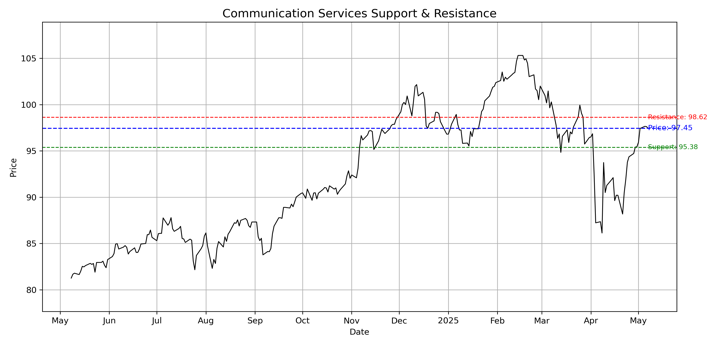 Communication Services Support & Resistance
Price
105
100
95
90
85
80
Resistance: 98.62
Price: 97.45
Support: 95.38
May Jun Jul Aug Sep Oct Nov Dec 2025 Feb Mar Apr May
Date